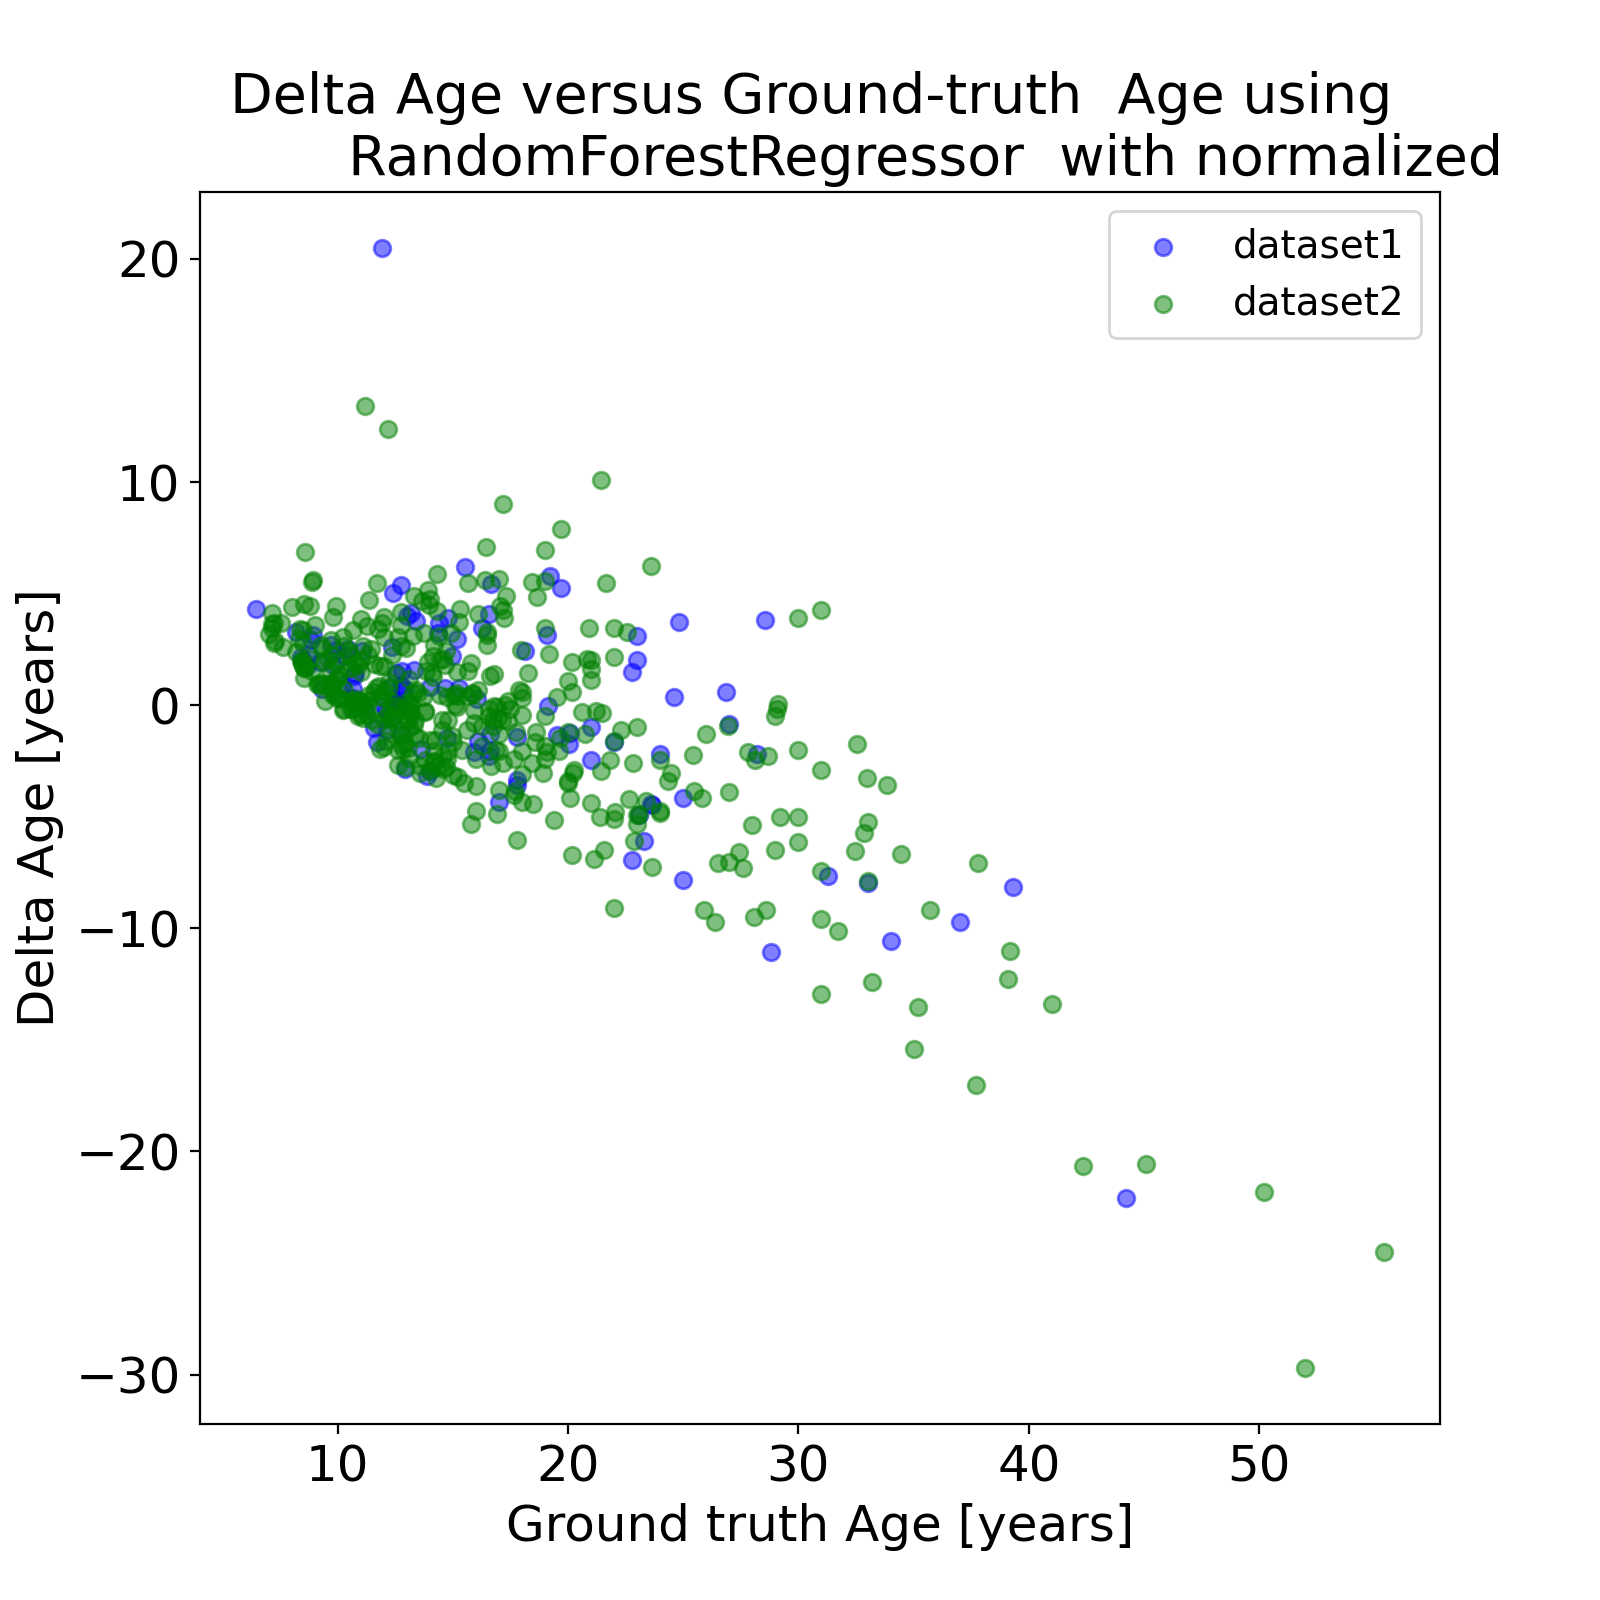 Delta Age versus Ground-truth  Age using
RandomForestRegressor  with normalized
dataset1
dataset2
20
10
0
−10
−20
−30
Delta Age [years]
10 20 30 40 50
Ground truth Age [years]